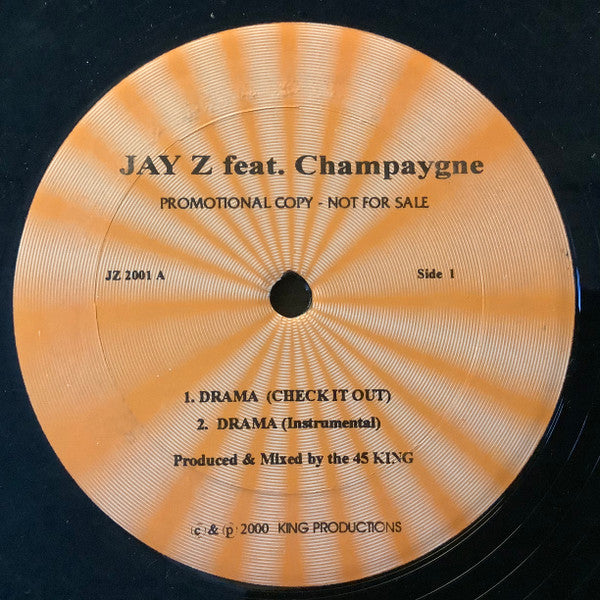 JAY Z feat. Champaygne
PROMOTIONAL COPY - NOT FOR SALE
JZ 2001 A
Side 1
1. DRAMA (CHECK IT OUT)
2. DRAMA (Instrumental)
Produced & Mixed by the 45 KING
(c) & (p) 2000 KING PRODUCTIONS